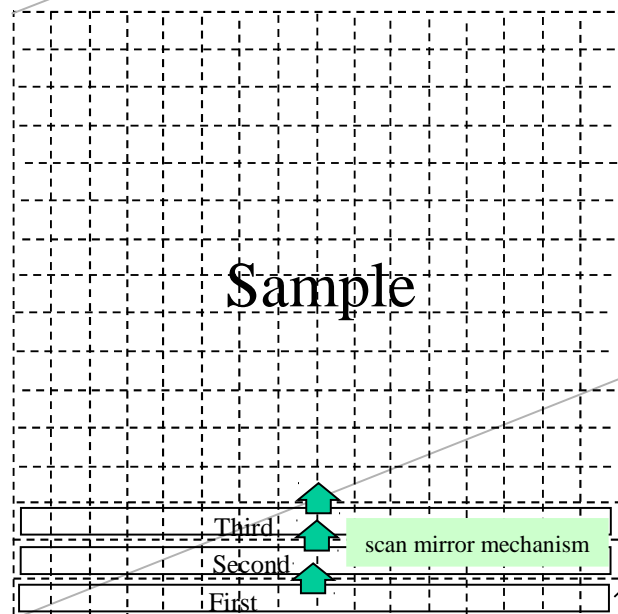 Sample
Third
scan mirror mechanism
Second
First